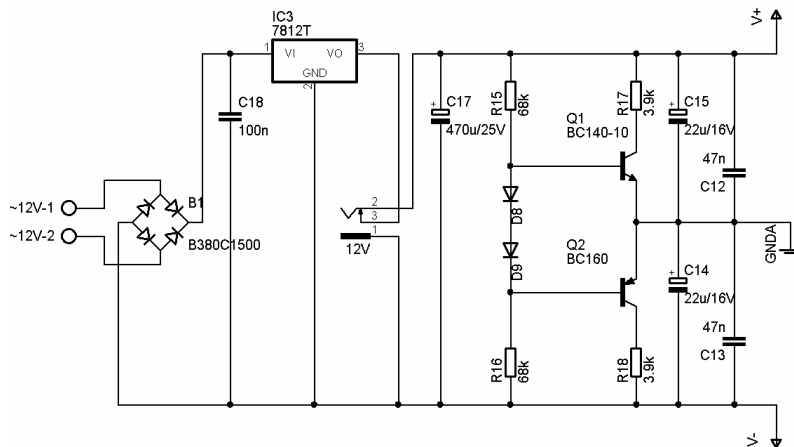 IC3
7812T
1
VI
VO
3
GND
2
C18
100n
~12V-1
~12V-2
B1
B380C1500
2
3
1
12V
+
C17
470u/25V
R15
68k
D8
D9
R16
68k
Q1
BC140-10
Q2
BC160
R17
3.9k
R18
3.9k
+
C15
22u/16V
47n
C12
+
C14
22u/16V
47n
C13
GNDA
V+
V-